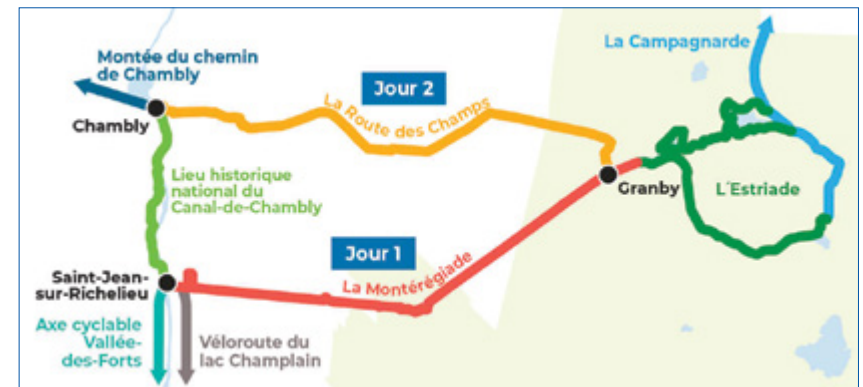 La Campagnarde
Montée du chemin
de Chambly
Jour 2
La Route des Champs
Chambly
Lieu historique
national du
Canal-de-Chambly
Granby
L'Estriade
Jour 1
La Montérégiade
Saint-Jean-
sur-Richelieu
Axe cyclable
Vallée-
des-Forts
Véloroute du
lac Champlain